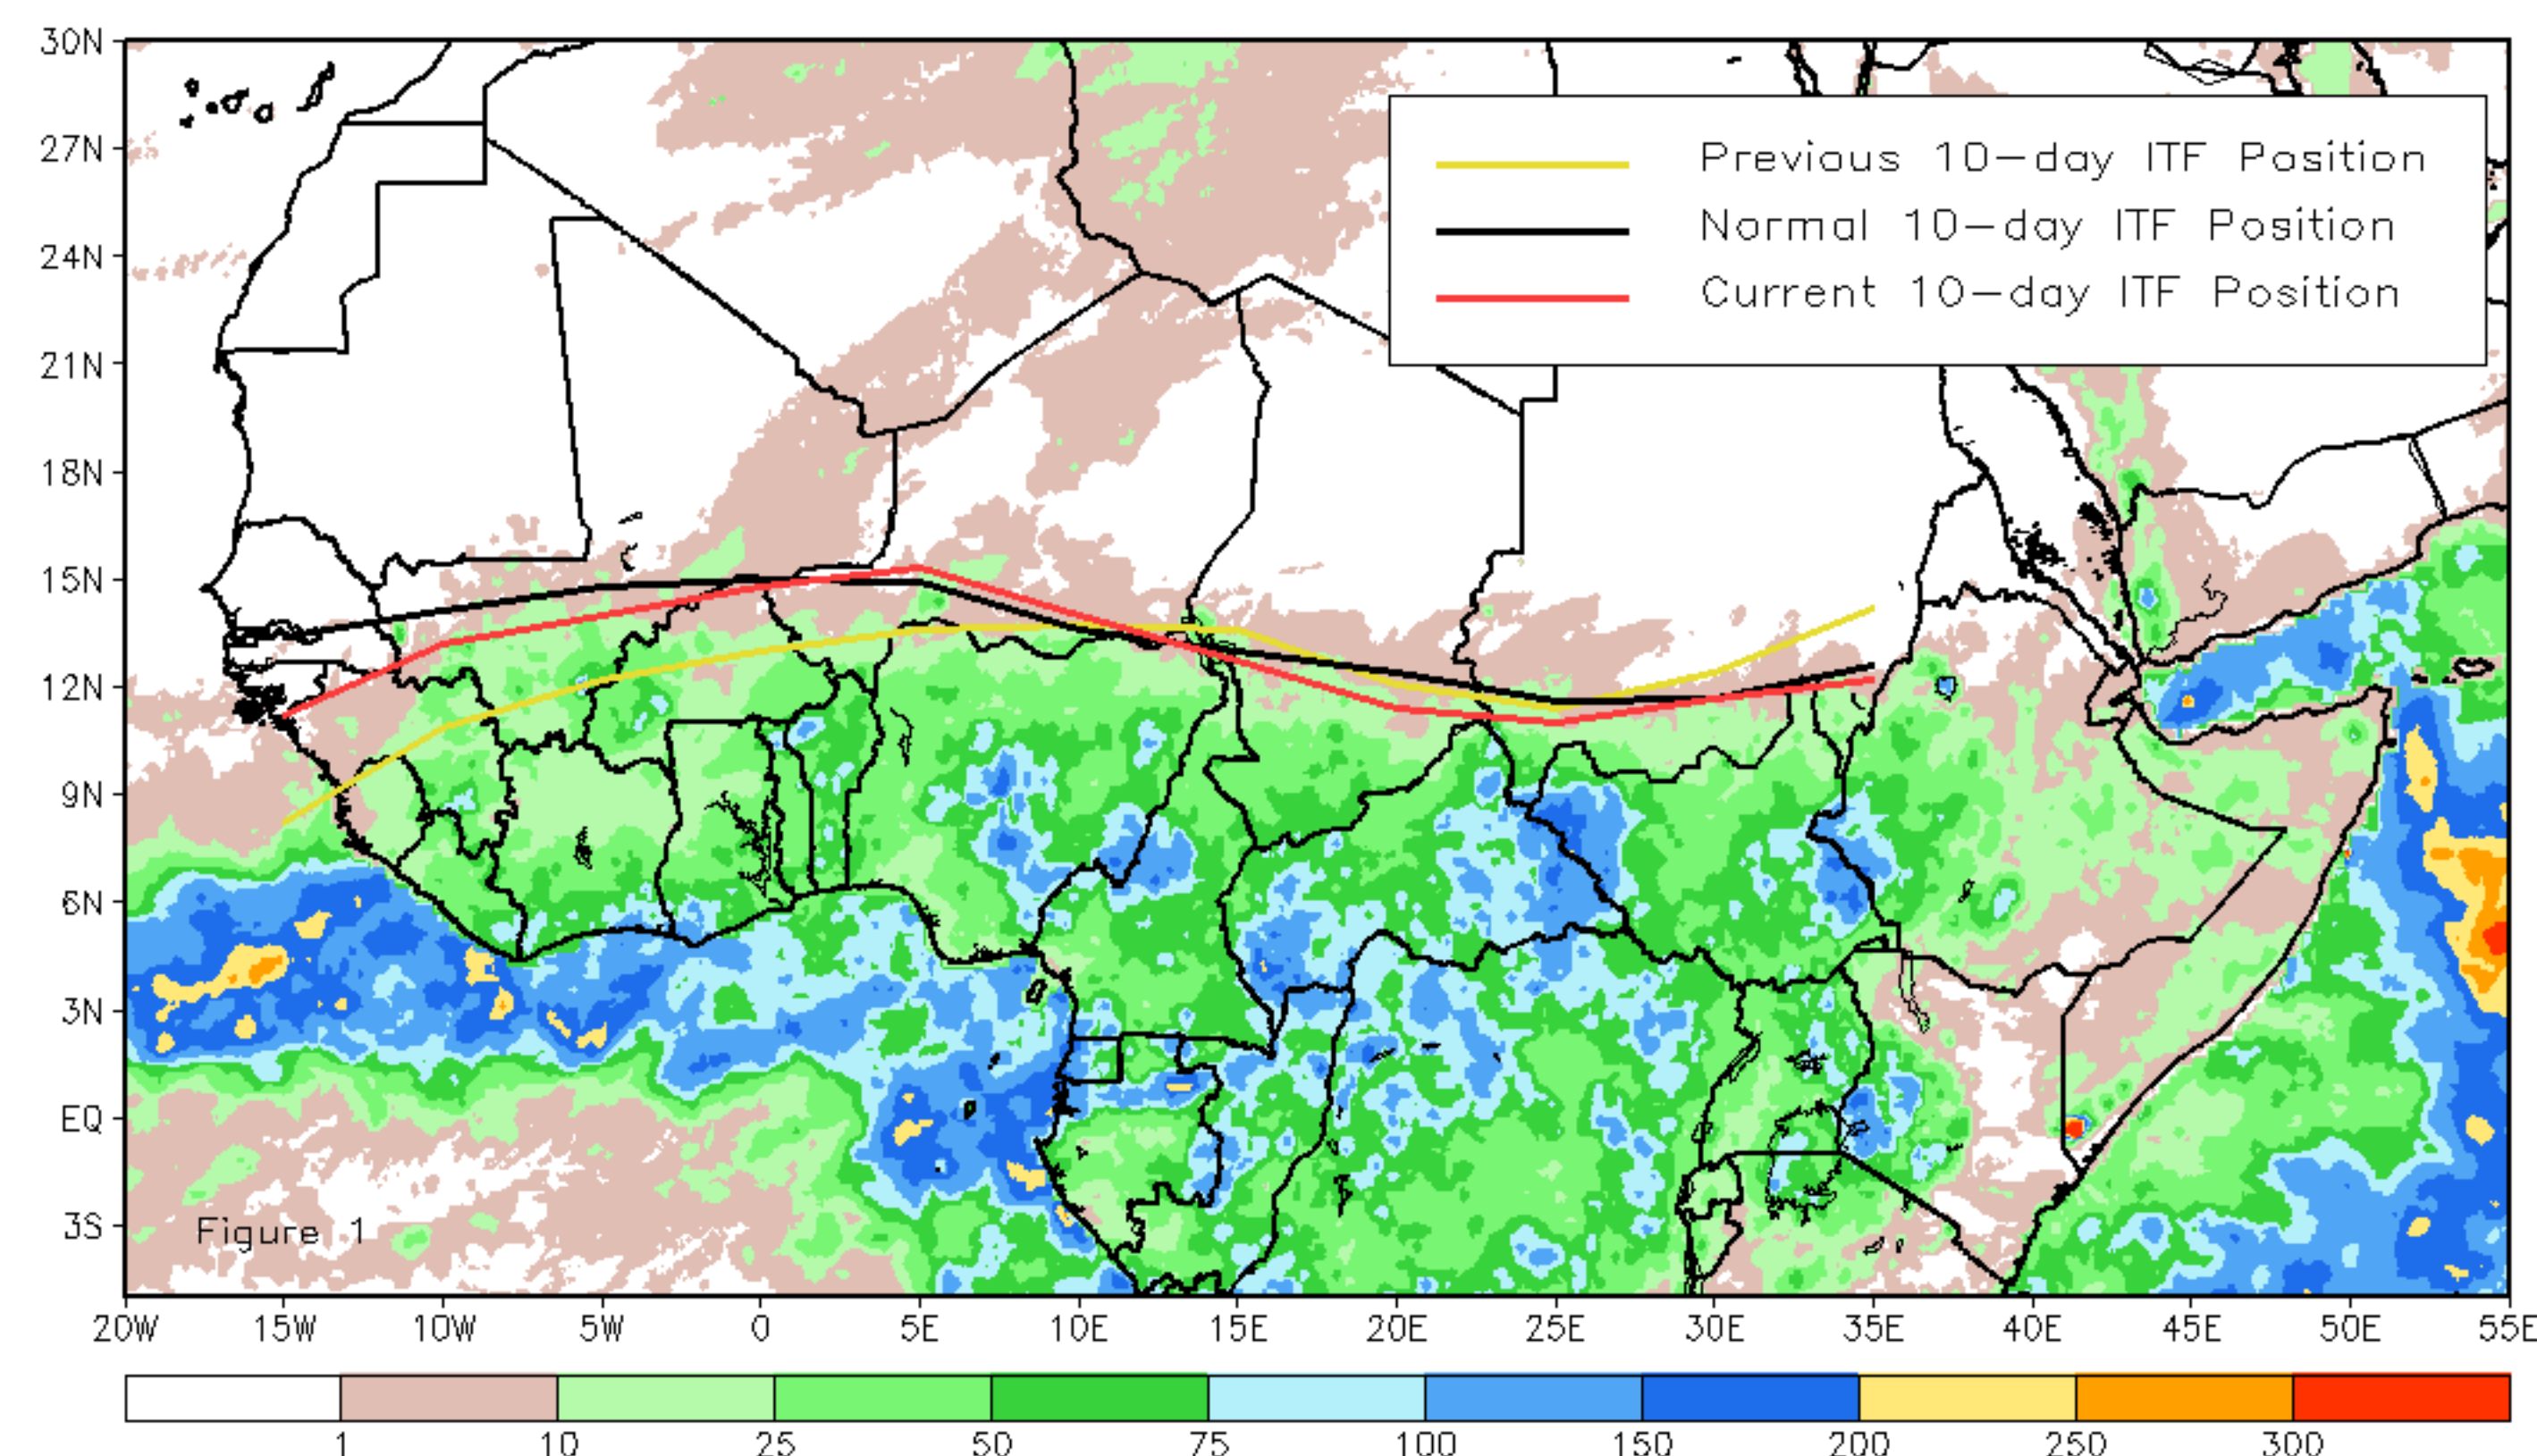 30N
27N
24N
21N
18N
15N
12N
9N
6N
3N
EQ
3S
Previous 10-day ITF Position
Normal 10-day ITF Position
Current 10-day ITF Position
Figure 1
20W 15W 10W 5W 0 5E 10E 15E 20E 25E 30E 35E 40E 45E 50E 55E
1 10 25 50 75 100 150 200 250 300